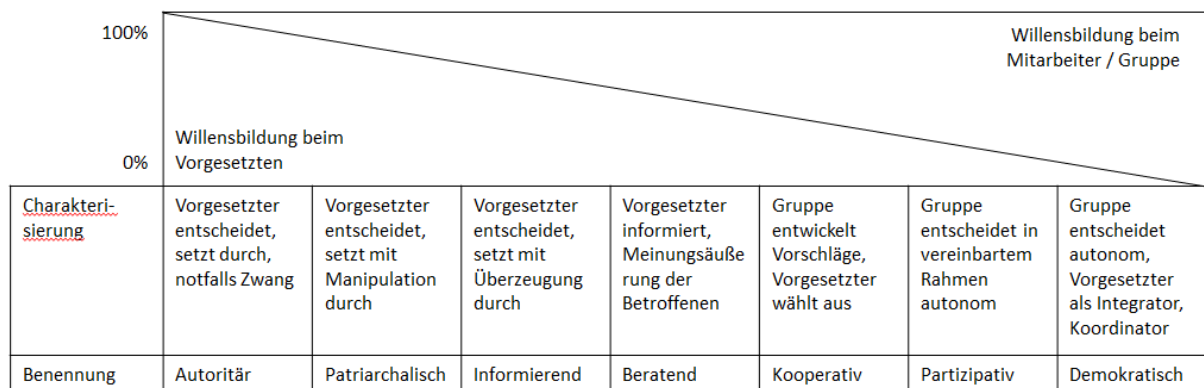 100%
Willensbildung beim
Mitarbeiter / Gruppe
Willensbildung beim
Vorgesetzten
0%
Charakteri-
sierung
Vorgesetzter
entscheidet,
setzt durch,
notfalls Zwang
Vorgesetzter
entscheidet,
setzt mit
Manipulation
durch
Vorgesetzter
entscheidet,
setzt mit
Überzeugung
durch
Vorgesetzter
informiert,
Meinungsäuße
rung der
Betroffenen
Gruppe
entwickelt
Vorschläge,
Vorgesetzter
wählt aus
Gruppe
entscheidet in
vereinbartem
Rahmen
autonom
Gruppe
entscheidet
autonom,
Vorgesetzter
als Integrator,
Koordinator
Benennung
Autoritär
Patriarchalisch
Informierend
Beratend
Kooperativ
Partizipativ
Demokratisch